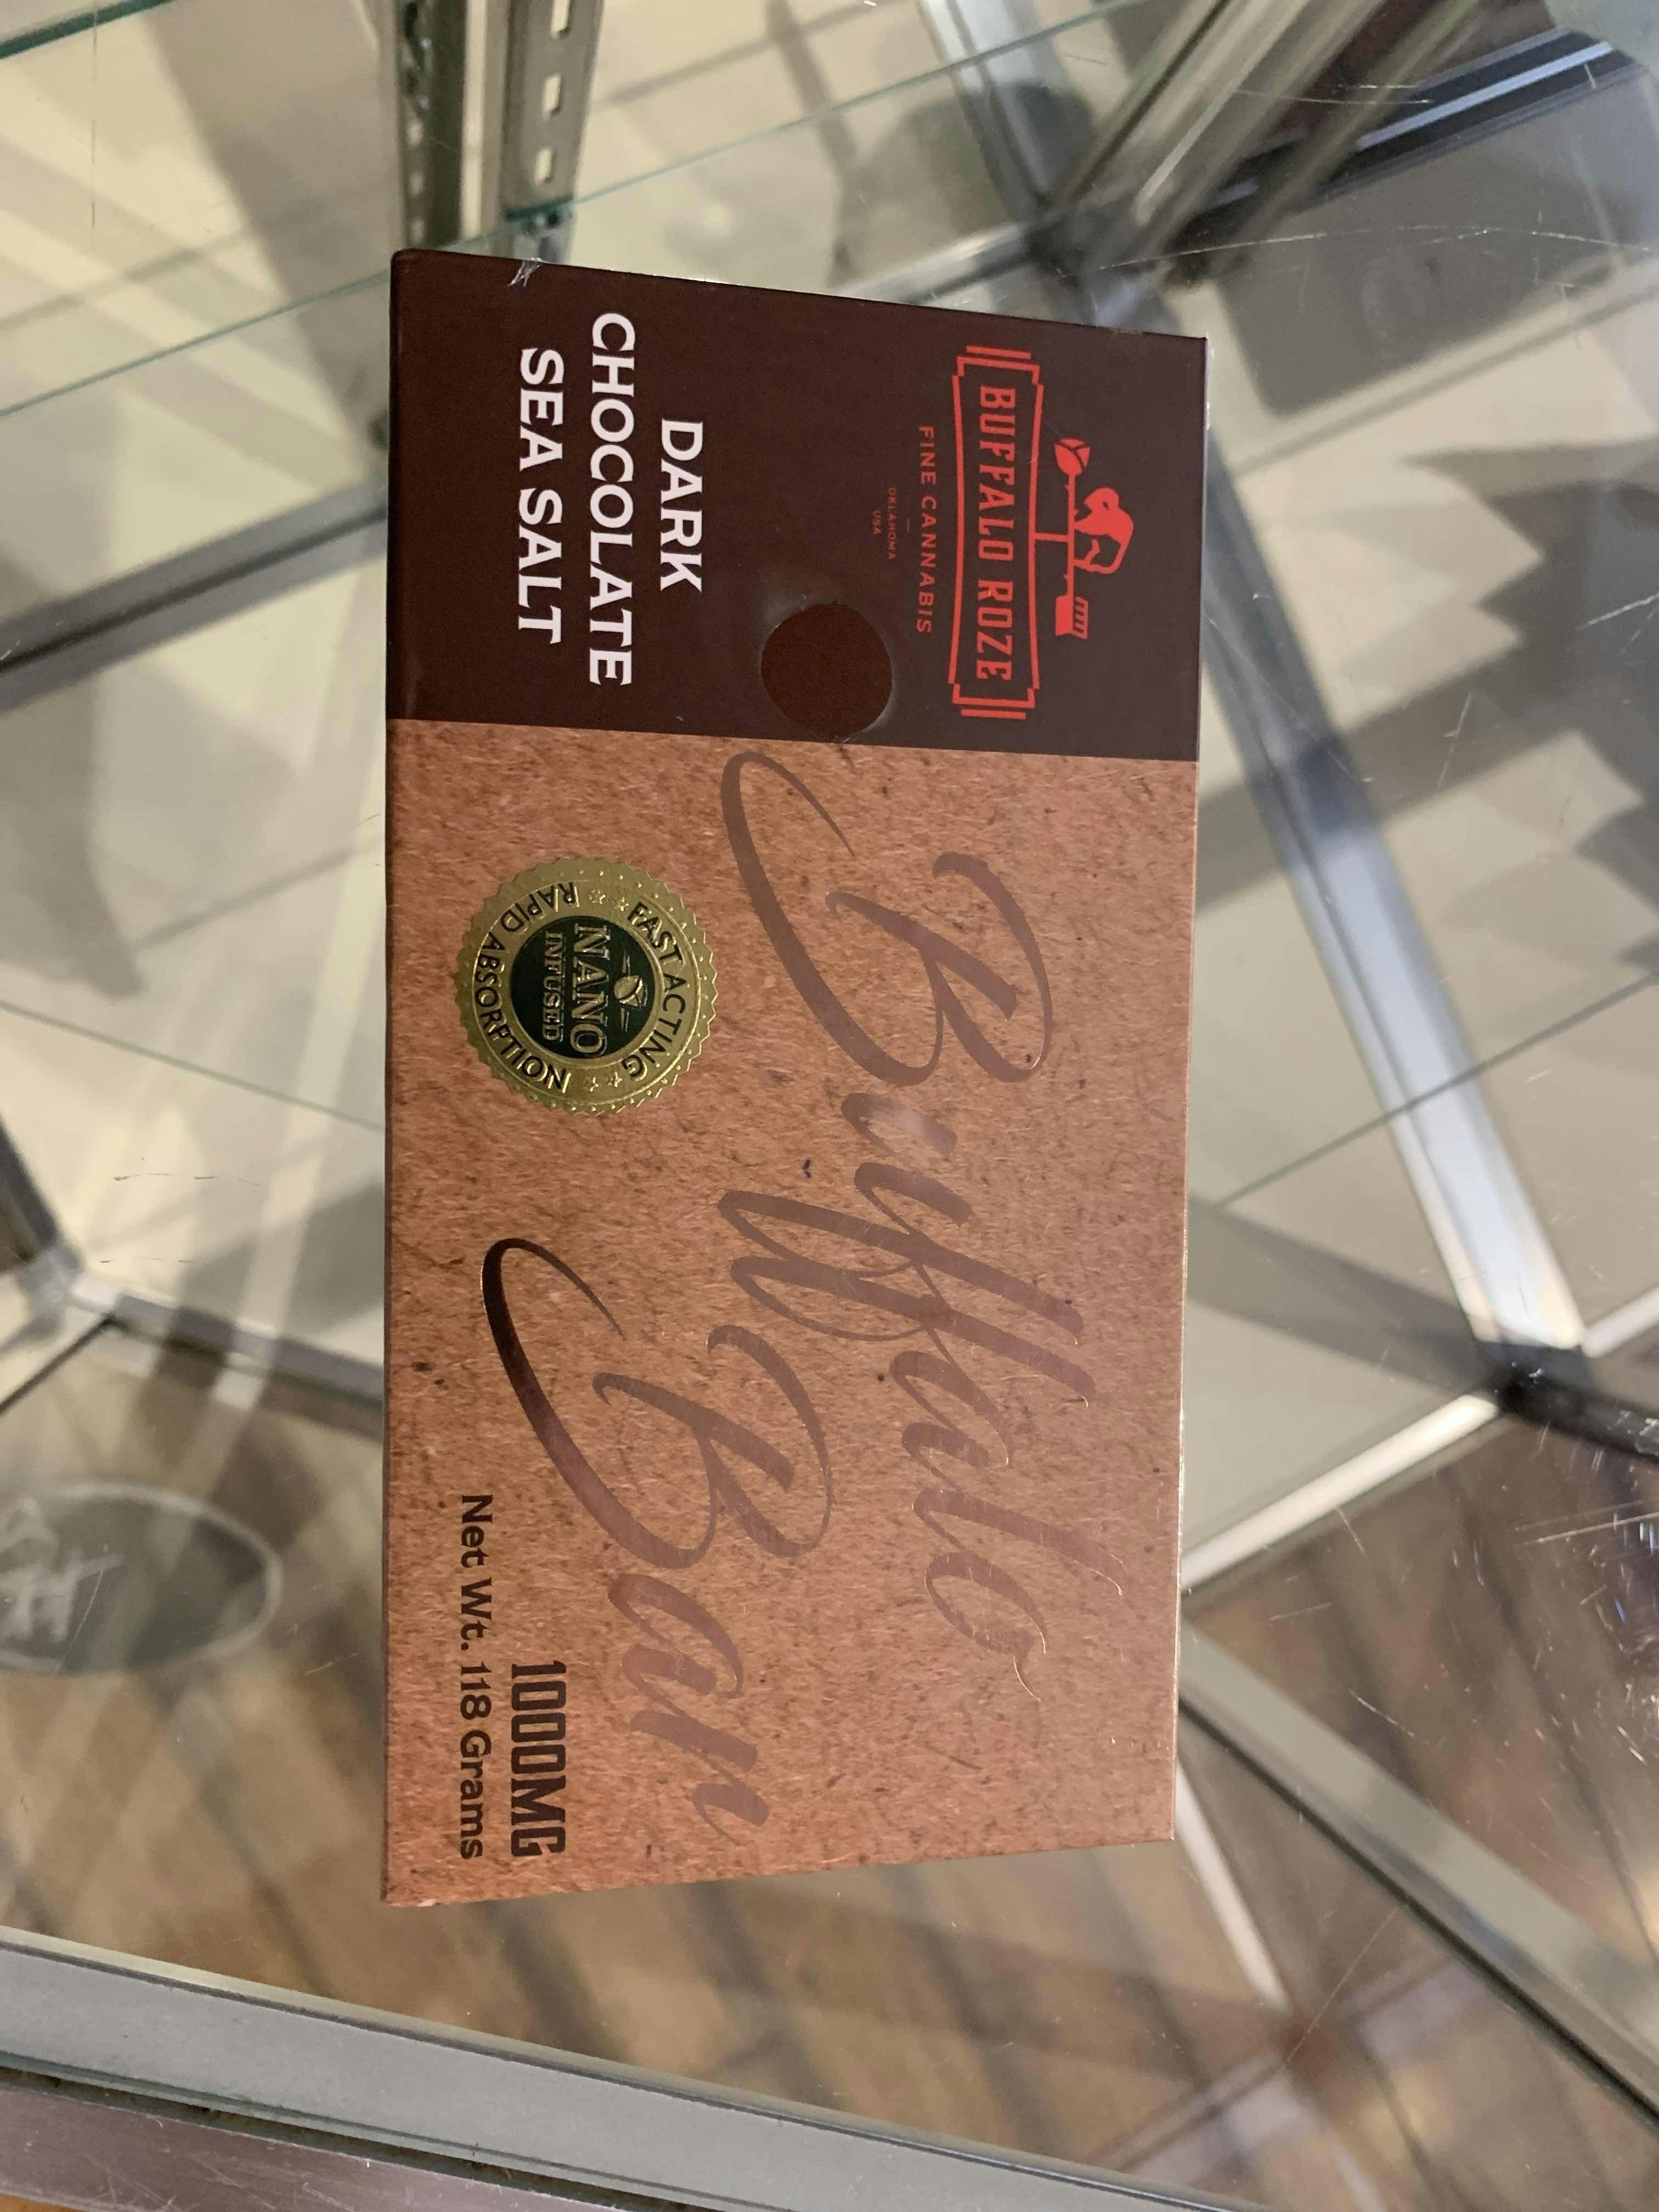 BUFFALO ROZE
FINE CANNABIS
OKLAHOMA
USA
DARK
CHOCOLATE
SEA SALT
Buffalo
Bar
FAST ACTING
NANO
INFUSED
RAPID ABSORPTION
1000MG
Net Wt. 118 Grams